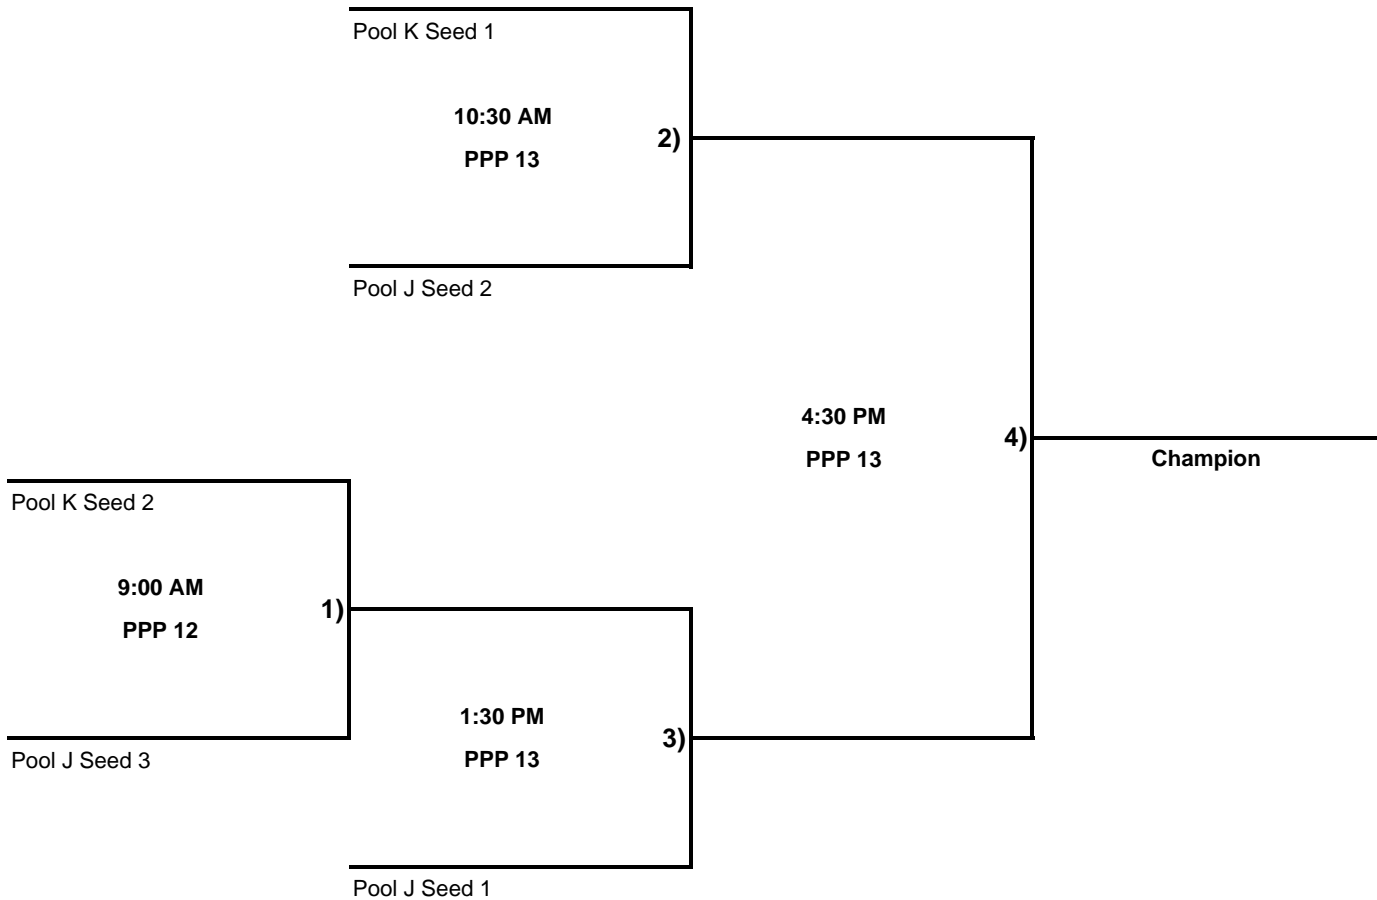 Pool K Seed 1
10:30 AM
2)
PPP 13
Pool J Seed 2
4:30 PM
4)
PPP 13
Champion
Pool K Seed 2
9:00 AM
1)
PPP 12
1:30 PM
3)
PPP 13
Pool J Seed 3
Pool J Seed 1